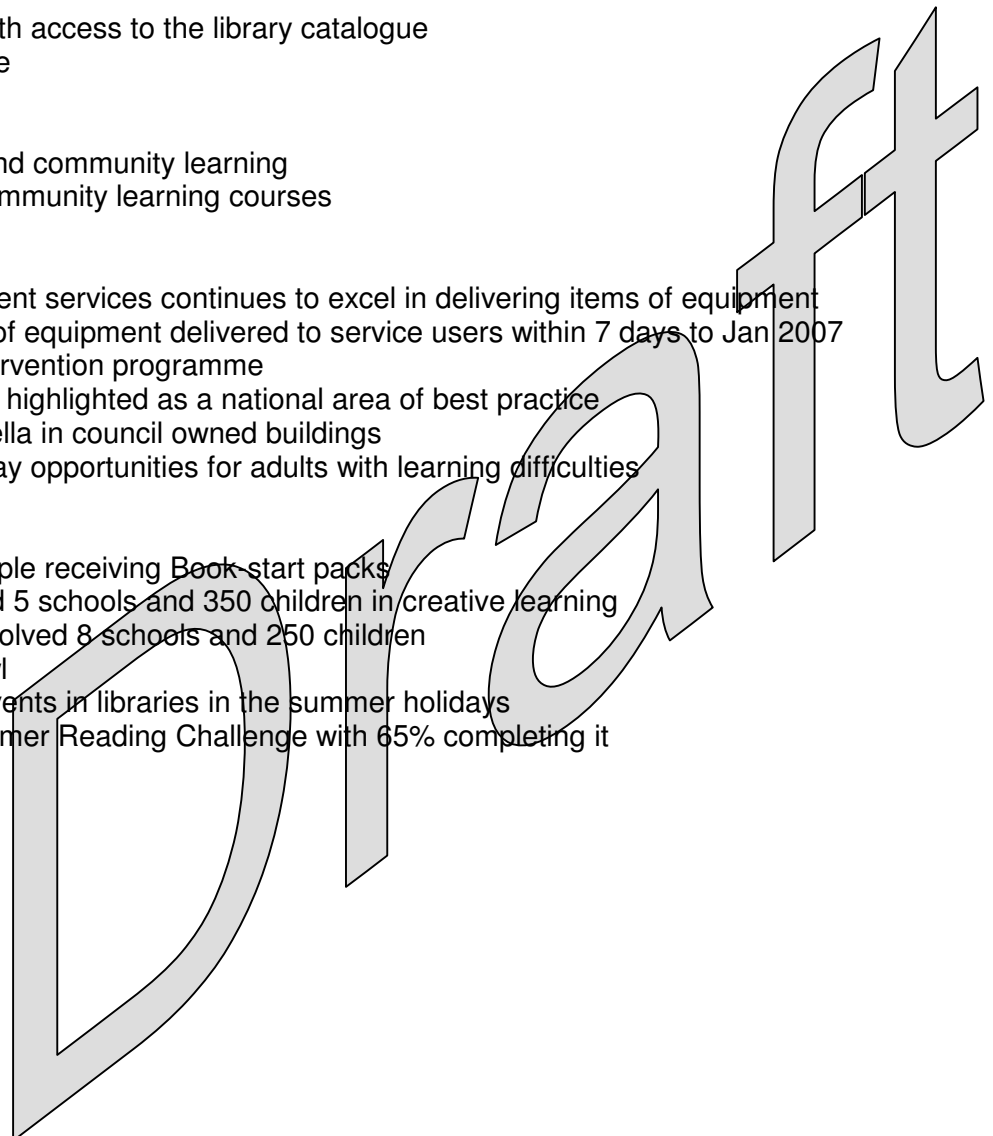 th access to the library catalogue
e
nd community learning
mmunity learning courses
ent services continues to excel in delivering items of equipment
of equipment delivered to service users within 7 days to Jan 2007
rvention programme
highlighted as a national area of best practice
ella in council owned buildings
ay opportunities for adults with learning difficulties
ple receiving Book-start packs
d 5 schools and 350 children in creative learning
olved 8 schools and 250 children
l
ents in libraries in the summer holidays
mer Reading Challenge with 65% completing it
Draft